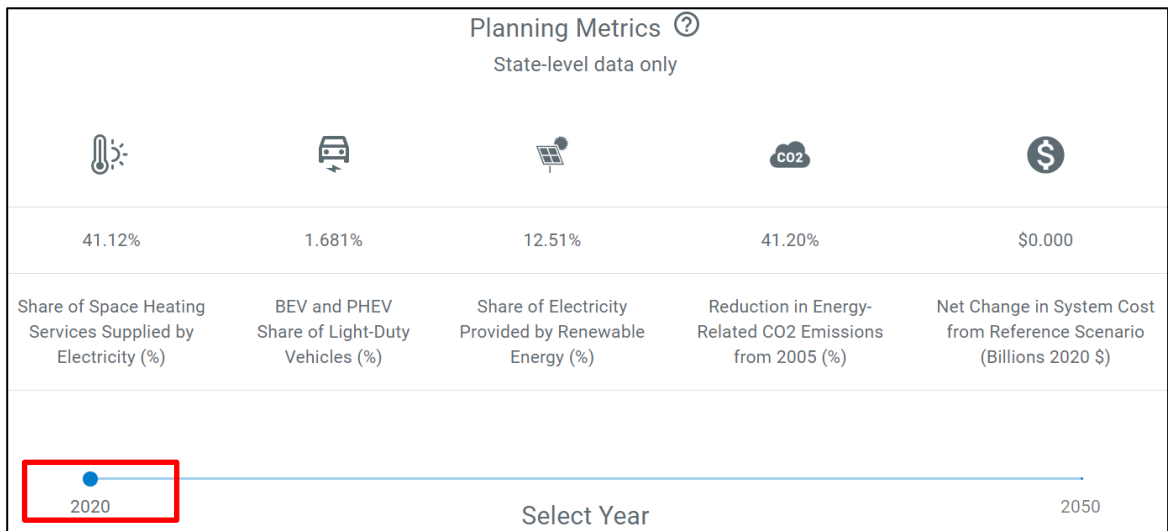 Planning Metrics ?
State-level data only
CO2
$
41.12%
1.681%
12.51%
41.20%
$0.000
Share of Space Heating
Services Supplied by
Electricity (%)
BEV and PHEV
Share of Light-Duty
Vehicles (%)
Share of Electricity
Provided by Renewable
Energy (%)
Reduction in Energy-
Related CO2 Emissions
from 2005 (%)
Net Change in System Cost
from Reference Scenario
(Billions 2020 $)
2020
Select Year
2050